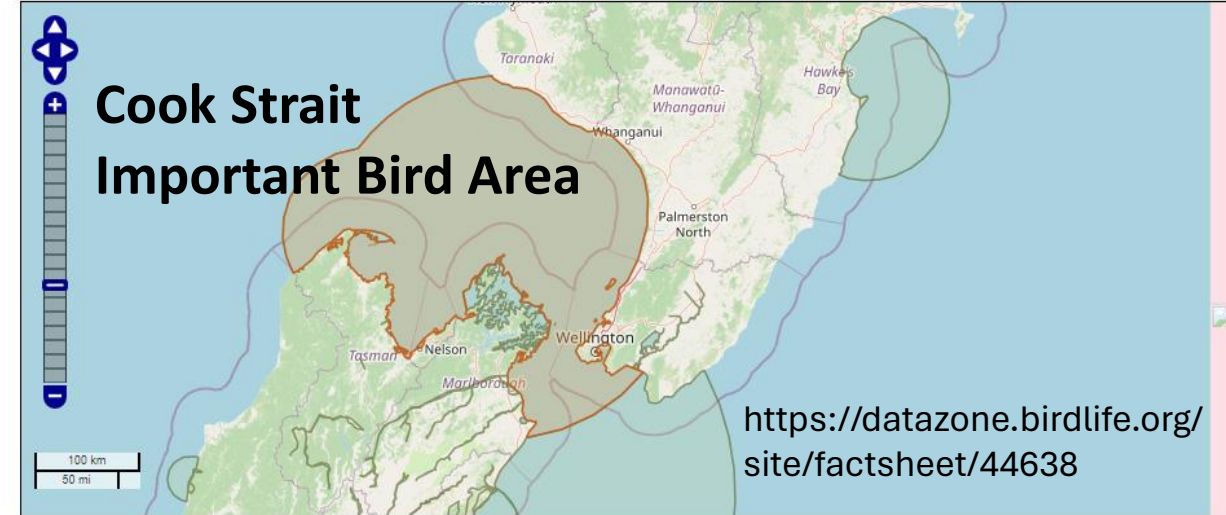 Taranaki
Hawke's
Bay
Manawatū-
Whanganui
Cook Strait
Important Bird Area
Whanganui
Palmerston
North
Wellington
Nelson
Tasman
Marlborough
https://datazone.birdlife.org/
site/factsheet/44638
100 km
50 mi